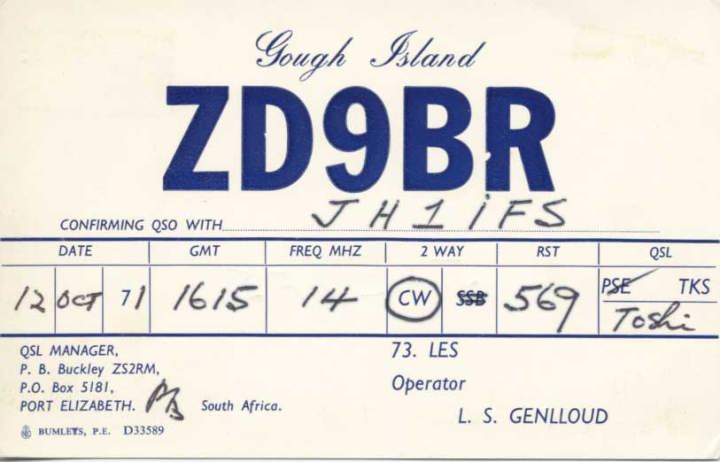 Gough Island
ZD9BR
CONFIRMING QSO WITH JH1IFS
DATE GMT FREQ MHZ 2 WAY RST QSL
12 OCT 71 1615 14 CW SSB 569 PSE TKS
Toshi
QSL MANAGER,
P. B. Buckley ZS2RM,
P.O. Box 5181,
PORT ELIZABETH. PB South Africa.
BUMLETS, P.E. D33589
73. LES
Operator
L. S. GENLLOUD